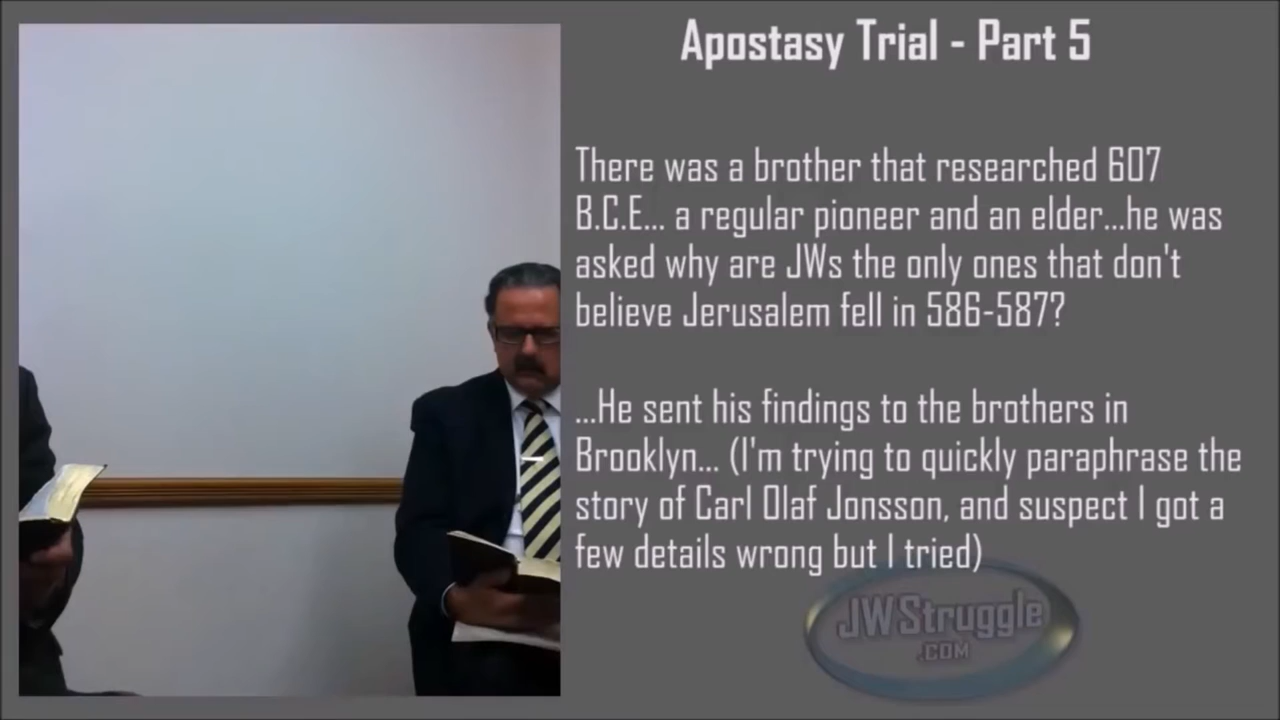 Apostasy Trial - Part 5
There was a brother that researched 607
B.C.E... a regular pioneer and an elder...he was
asked why are JWs the only ones that don't
believe Jerusalem fell in 586-587?
...He sent his findings to the brothers in
Brooklyn... (I'm trying to quickly paraphrase the
story of Carl Olaf Jonsson, and suspect I got a
few details wrong but I tried)
JWStruggle
.COM